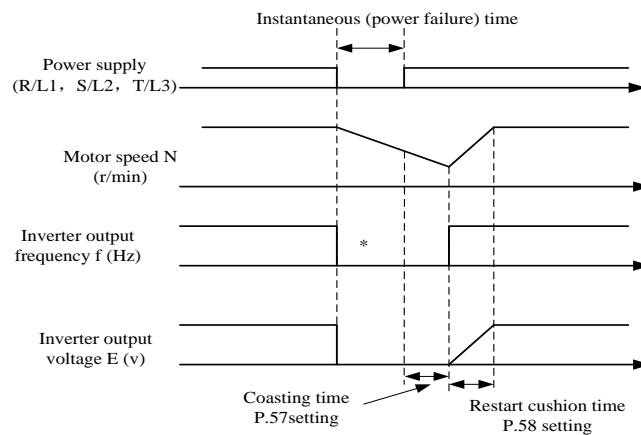 Instantaneous (power failure) time
Power supply
(R/L1，S/L2，T/L3)
Motor speed N
(r/min)
Inverter output
frequency f (Hz)
*
Inverter output
voltage E (v)
Coasting time
P.57setting
Restart cushion time
P.58 setting